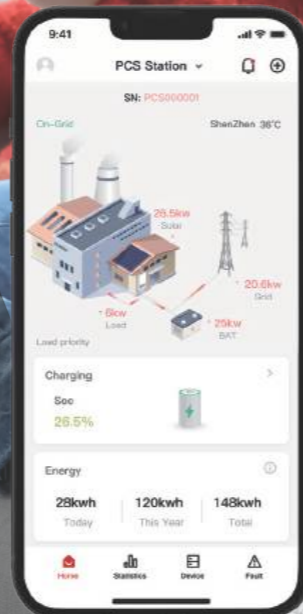 9:41
PCS Station
SN: PCS000001
On-Grid
ShenZhen 36°C
28.5kw
Solar
20.6kw
Grid
6kw
Load
25kw
BAT
Load priority
Charging
Soc
26.5%
Energy
28kwh 120kwh 148kwh
Today This Year Total
Home Statistics Device Fault